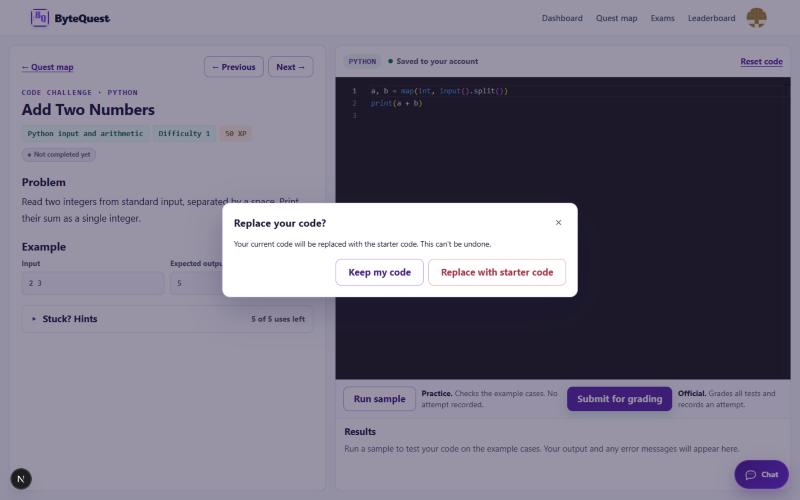 ByteQuest
Dashboard
Quest map
Exams
Leaderboard
← Quest map
← Previous
Next →
CODE CHALLENGE • PYTHON
Add Two Numbers
Python input and arithmetic
Difficulty 1
50 XP
Not completed yet
Problem
Read two integers from standard input, separated by a space. Print
their sum as a single integer.
Example
Input
Expected outpu
2 3
5
Stuck? Hints
5 of 5 uses left
PYTHON
Saved to your account
Reset code
1 a, b = map(int, input().split())
2 print(a + b)
3
Replace your code?
×
Your current code will be replaced with the starter code. This can't be undone.
Keep my code
Replace with starter code
Run sample
Practice. Checks the example cases. No
attempt recorded.
Submit for grading
Official. Grades all tests and
records an attempt.
Results
Run a sample to test your code on the example cases. Your output and any error messages will appear here.
N
Chat